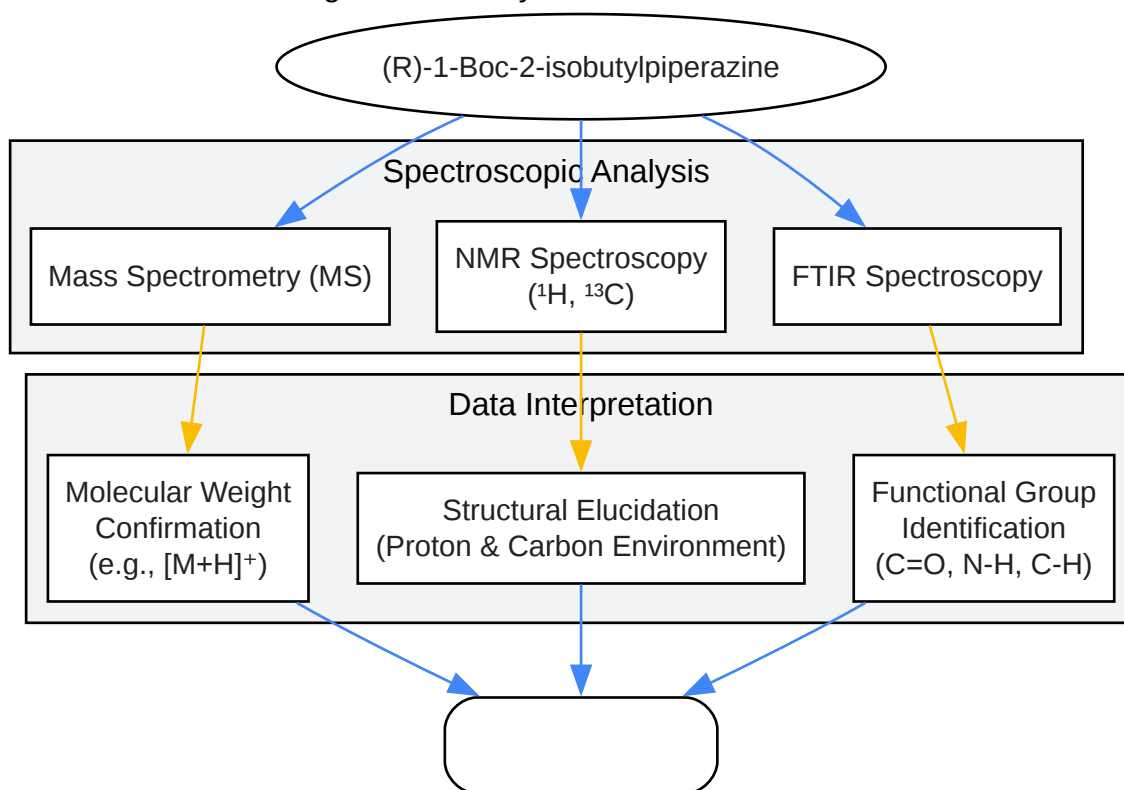 (R)-1-Boc-2-isobutylpiperazine
Spectroscopic Analysis
Mass Spectrometry (MS)
NMR Spectroscopy
(¹H, ¹³C)
FTIR Spectroscopy
Data Interpretation
Molecular Weight
Confirmation
(e.g., [M+H]⁺)
Structural Elucidation
(Proton & Carbon Environment)
Functional Group
Identification
(C=O, N-H, C-H)